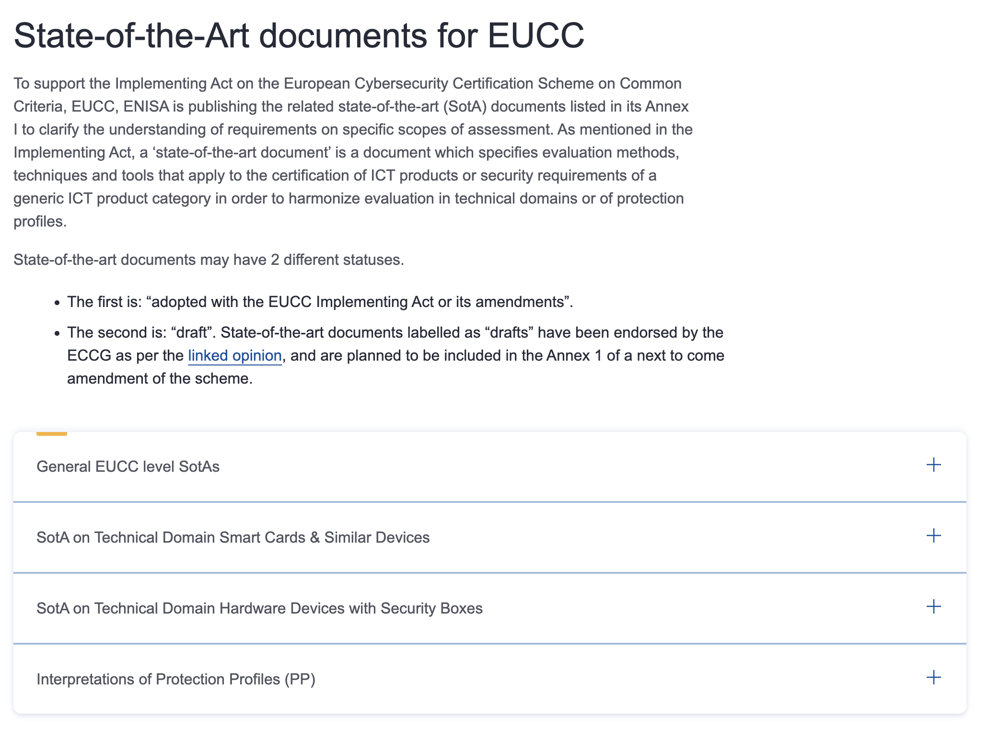 State-of-the-Art documents for EUCC
To support the Implementing Act on the European Cybersecurity Certification Scheme on Common
Criteria, EUCC, ENISA is publishing the related state-of-the-art (SotA) documents listed in its Annex
I to clarify the understanding of requirements on specific scopes of assessment. As mentioned in the
Implementing Act, a ‘state-of-the-art document’ is a document which specifies evaluation methods,
techniques and tools that apply to the certification of ICT products or security requirements of a
generic ICT product category in order to harmonize evaluation in technical domains or of protection
profiles.
State-of-the-art documents may have 2 different statuses.
• The first is: “adopted with the EUCC Implementing Act or its amendments”.
• The second is: “draft”. State-of-the-art documents labelled as “drafts” have been endorsed by the
ECCG as per the linked opinion, and are planned to be included in the Annex 1 of a next to come
amendment of the scheme.
General EUCC level SotAs
SotA on Technical Domain Smart Cards & Similar Devices
SotA on Technical Domain Hardware Devices with Security Boxes
Interpretations of Protection Profiles (PP)